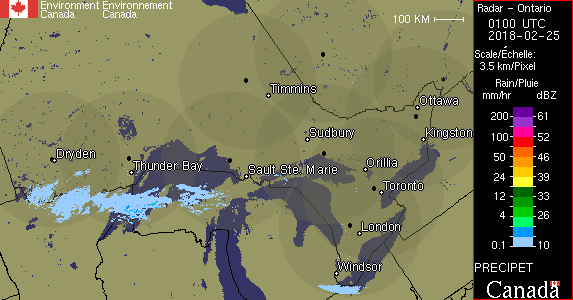 Environment Environnement
Canada Canada
100 KM
Timmins
Ottawa
Sudbury
Kingston
Dryden
Thunder Bay
Sault Ste. Marie
Orillia
Toronto
London
Windsor
Radar - Ontario
0100 UTC
2018-02-25
Scale/Échelle:
3.5 km/Pixel
Rain/Pluie
mm/hr dBZ
200 61
100 52
50 46
24 39
12 33
4 26
0.1 10
PRECIPET
Canada